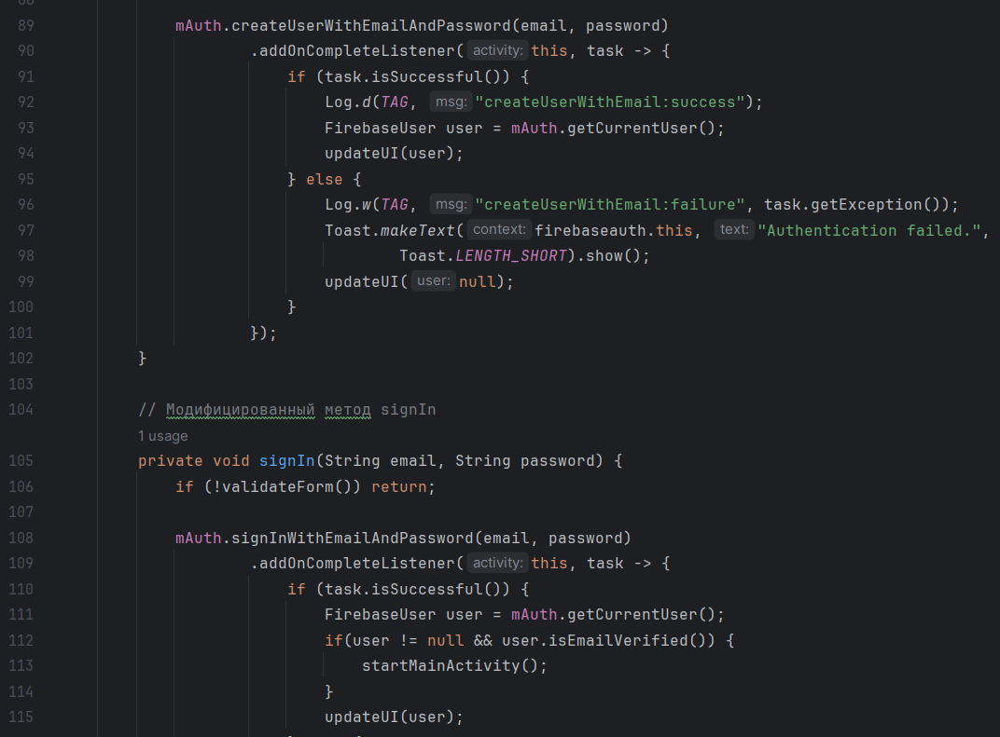 88
89 mAuth.createUserWithEmailAndPassword(email, password)
90 .addOnCompleteListener( activity: this, task -> {
91 if (task.isSuccessful()) {
92 Log.d(TAG, msg: "createUserWithEmail:success");
93 FirebaseUser user = mAuth.getCurrentUser();
94 updateUI(user);
95 } else {
96 Log.w(TAG, msg: "createUserWithEmail:failure", task.getException());
97 Toast.makeText( context: firebaseauth.this, text: "Authentication failed.",
98 Toast.LENGTH_SHORT).show();
99 updateUI( user: null);
100 }
101 });
102 }
103
104 // Модифицированный метод signIn
1 usage
105 private void signIn(String email, String password) {
106 if (!validateForm()) return;
107
108 mAuth.signInWithEmailAndPassword(email, password)
109 .addOnCompleteListener( activity: this, task -> {
110 if (task.isSuccessful()) {
111 FirebaseUser user = mAuth.getCurrentUser();
112 if(user != null && user.isEmailVerified()) {
113 startMainActivity();
114 }
115 updateUI(user);